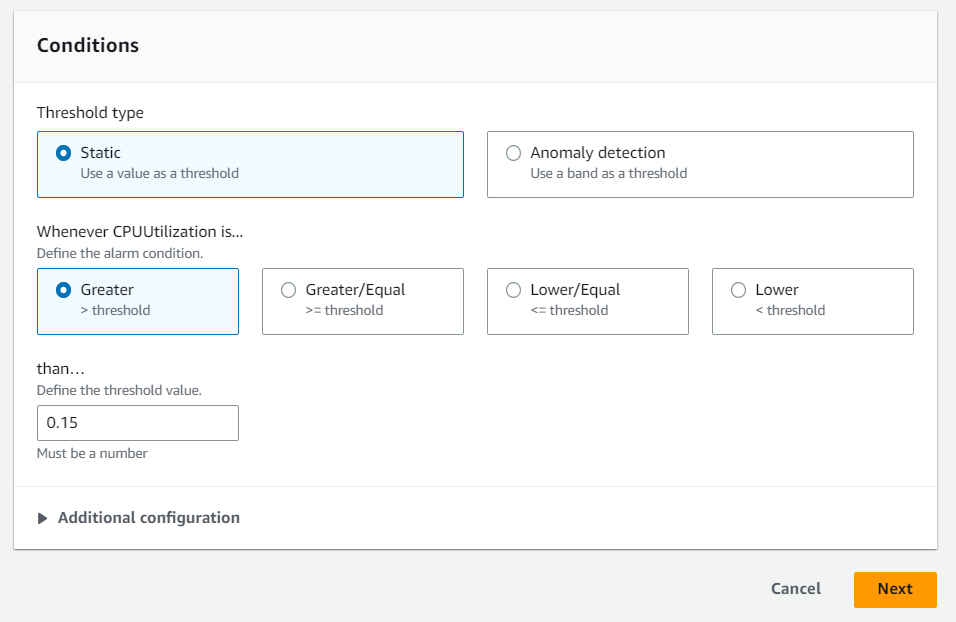 Conditions
Threshold type
Static
Use a value as a threshold
Anomaly detection
Use a band as a threshold
Whenever CPUUtilization is...
Define the alarm condition.
Greater
> threshold
Greater/Equal
>= threshold
Lower/Equal
<= threshold
Lower
< threshold
than…
Define the threshold value.
0.15
Must be a number
Additional configuration
Cancel
Next